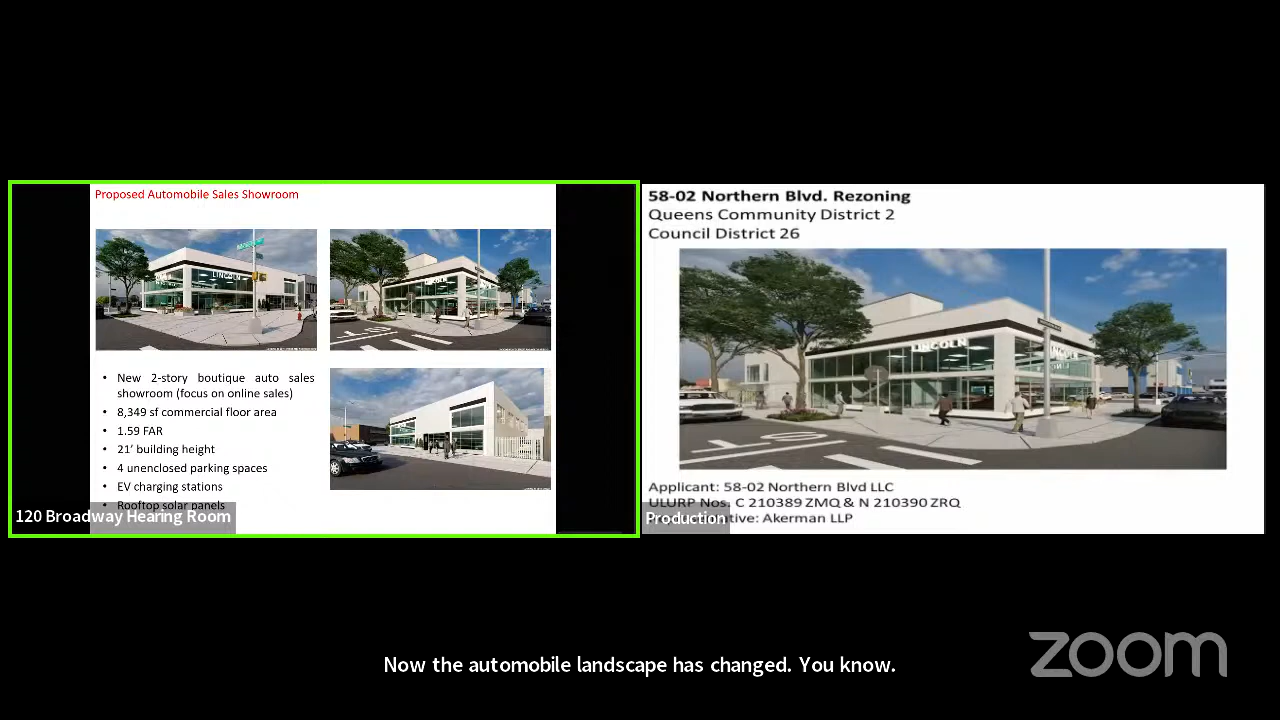 Proposed Automobile Sales Showroom
LINCOLN
• New 2-story boutique auto sales
showroom (focus on online sales)
• 8,349 sf commercial floor area
• 1.59 FAR
• 21' building height
• 4 unenclosed parking spaces
• EV charging stations
• Rooftop solar panels
120 Broadway Hearing Room
58-02 Northern Blvd. Rezoning
Queens Community District 2
Council District 26
LINCOLN
Applicant: 58-02 Northern Blvd LLC
ULURP Nos. C 210389 ZMQ & N 210390 ZRQ
Akerman LLP
Production
Now the automobile landscape has changed. You know.
zoom